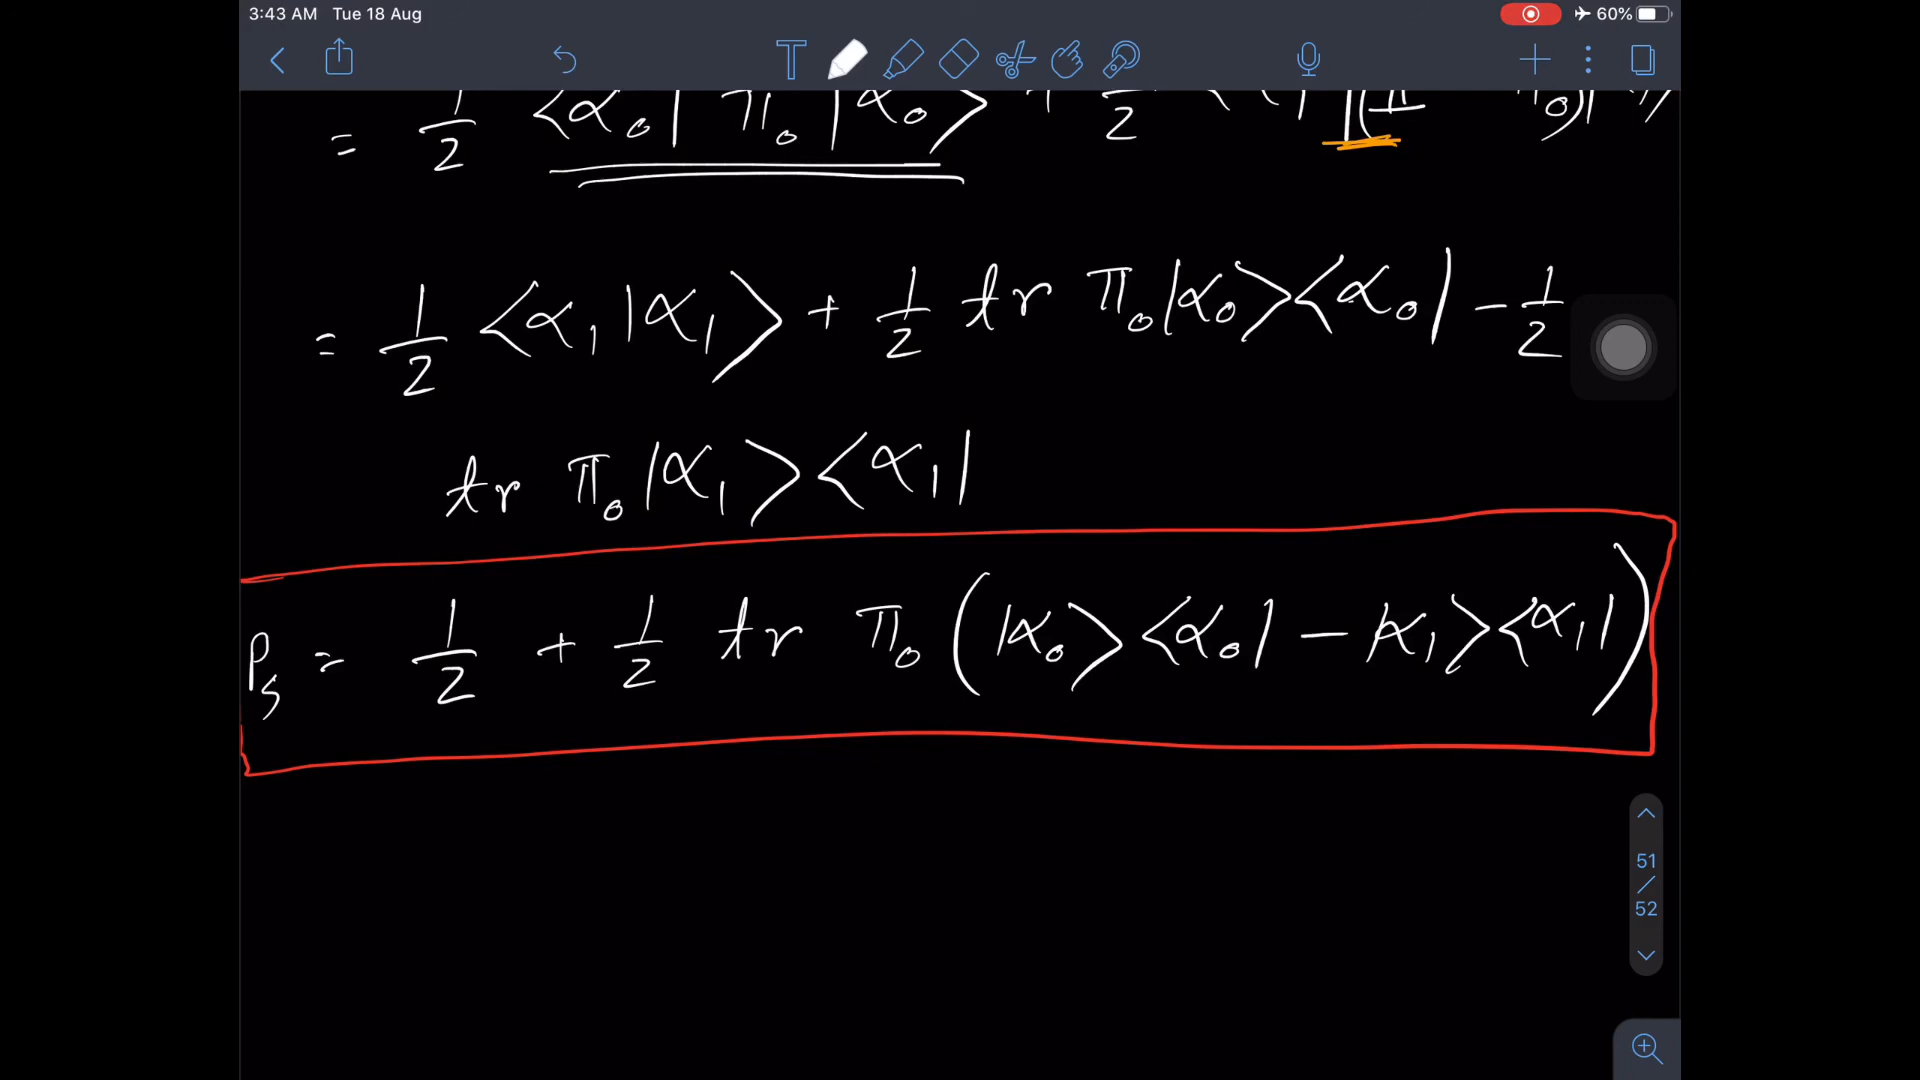 3:43 AM Tue 18 Aug 60%
T
= 1/2 <α₀| π₀ |α₀> + 1/2
= 1/2 <α₁|α₁> + 1/2 tr π₀|α₀><α₀| - 1/2
tr π₀|α₁><α₁|
Ps = 1/2 + 1/2 tr π₀(|α₀><α₀| - |α₁><α₁|)
51
/
52